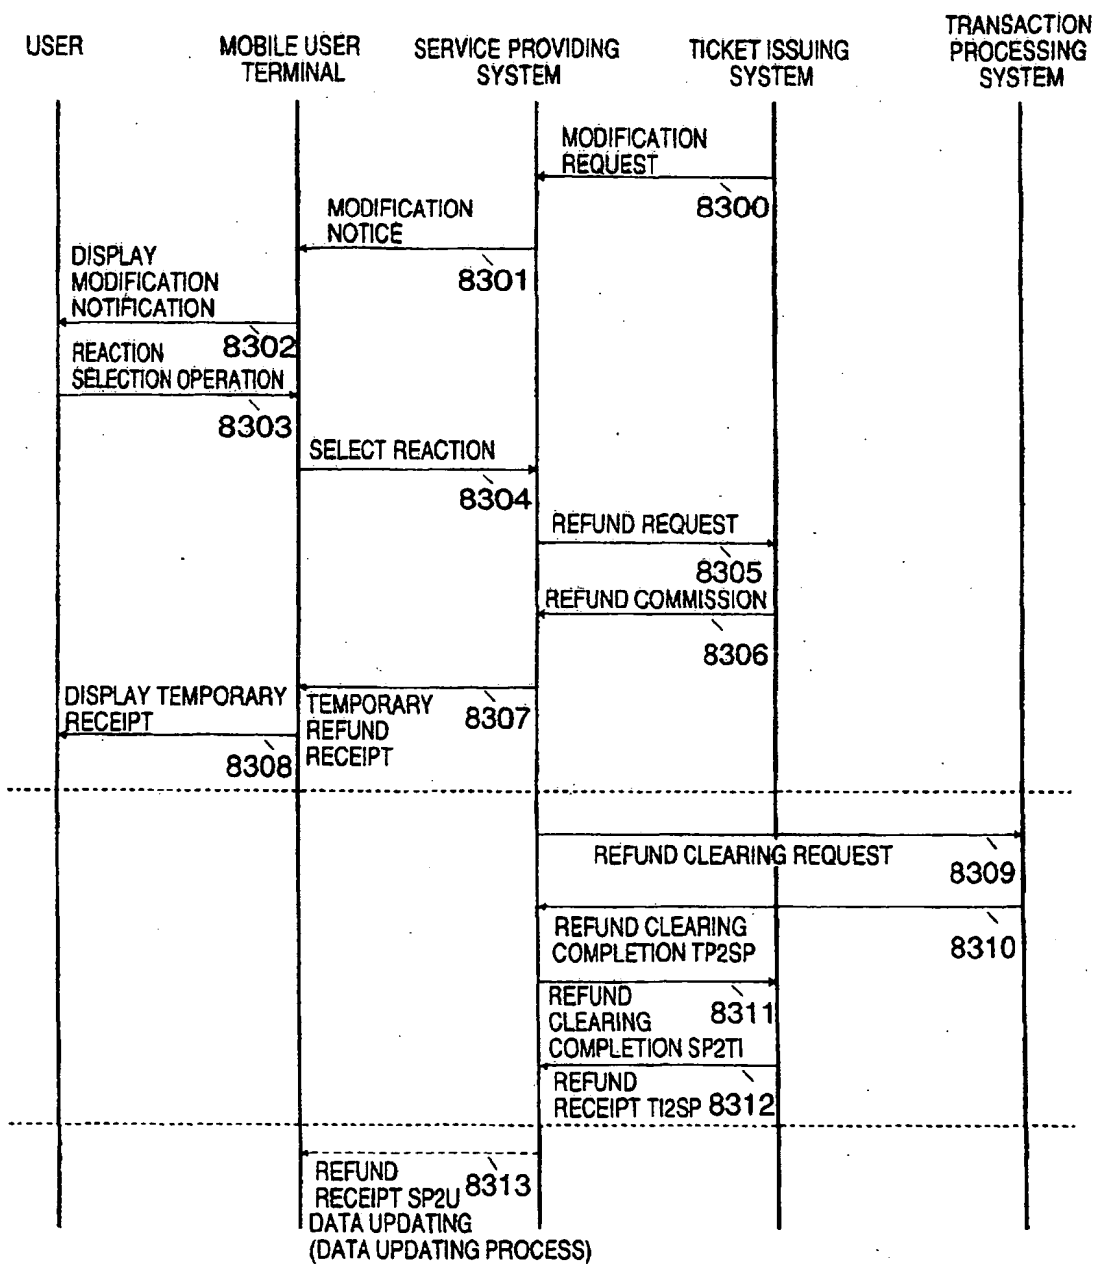 USER
MOBILE USER
TERMINAL
SERVICE PROVIDING
SYSTEM
TICKET ISSUING
SYSTEM
TRANSACTION
PROCESSING
SYSTEM
MODIFICATION
REQUEST
8300
MODIFICATION
NOTICE
8301
DISPLAY
MODIFICATION
NOTIFICATION
8302
REACTION
SELECTION OPERATION
8303
SELECT REACTION
8304
REFUND REQUEST
8305
REFUND COMMISSION
8306
TEMPORARY
REFUND
RECEIPT
8307
DISPLAY TEMPORARY
RECEIPT
8308
REFUND CLEARING REQUEST
8309
REFUND CLEARING
COMPLETION TP2SP
8310
REFUND
CLEARING
COMPLETION SP2TI
8311
REFUND
RECEIPT TI2SP 8312
REFUND
RECEIPT SP2U
8313
DATA UPDATING
(DATA UPDATING PROCESS)